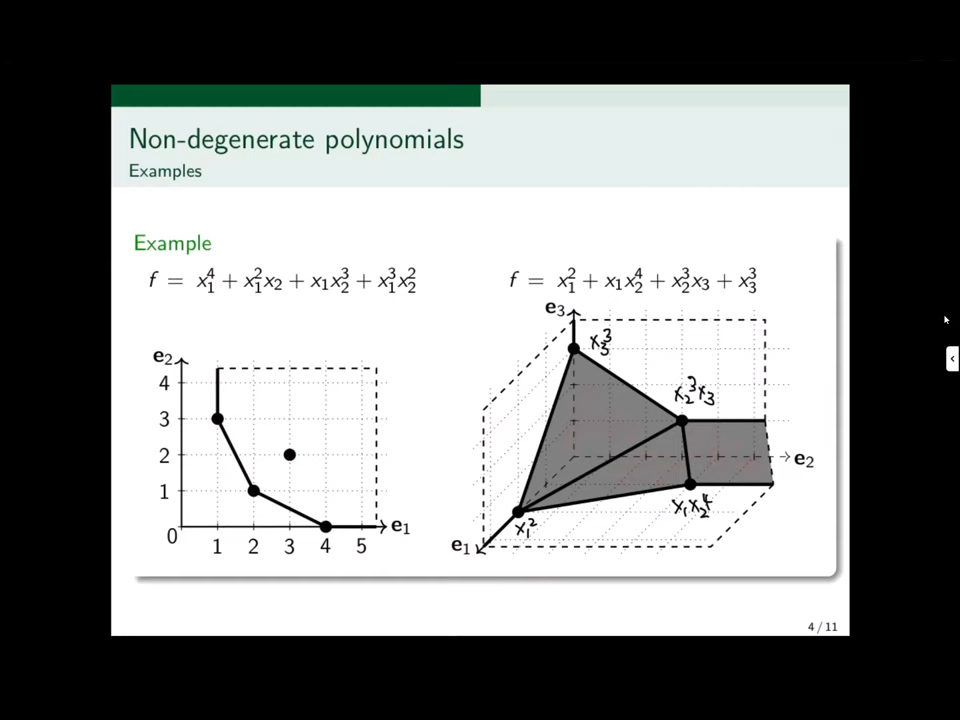 Non-degenerate polynomials
Examples
Example
f = x₁⁴ + x₁²x₂ + x₁x₂³ + x₁³x₂²
f = x₁² + x₁x₂⁴ + x₂³x₃ + x₃³
e₂
4
3
2
1
0
1 2 3 4 5
e₁
e₃
x₃³
x₂³x₃
e₂
x₁x₂⁴
x₁²
e₁
4 / 11